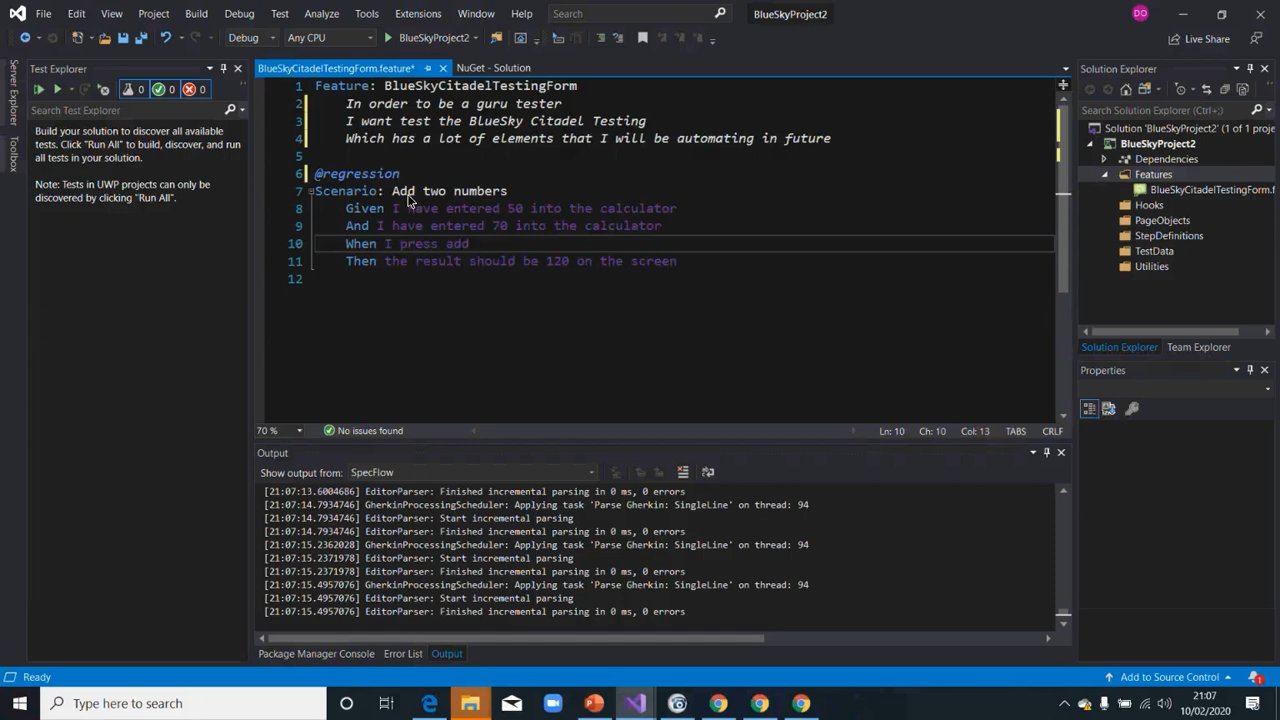 File Edit View Project Build Debug Test Analyze Tools Extensions Window Help Search BlueSkyProject2 DO
Debug Any CPU BlueSkyProject2 Live Share
Server Explorer
Toolbox
Test Explorer
0 0 0
Search Test Explorer
Build your solution to discover all available
tests. Click "Run All" to build, discover, and run
all tests in your solution.
Note: Tests in UWP projects can only be
discovered by clicking "Run All".
BlueSkyCitadelTestingForm.feature* NuGet - Solution
1 Feature: BlueSkyCitadelTestingForm
2 In order to be a guru tester
3 I want test the BlueSky Citadel Testing
4 Which has a lot of elements that I will be automating in future
5
6 @regression
7 Scenario: Add two numbers
8 Given I have entered 50 into the calculator
9 And I have entered 70 into the calculator
10 When I press add
11 Then the result should be 120 on the screen
12
70 % No issues found Ln: 10 Ch: 10 Col: 13 TABS CRLF
Output
Show output from: SpecFlow
[21:07:13.6004686] EditorParser: Finished incremental parsing in 0 ms, 0 errors
[21:07:14.7934746] GherkinProcessingScheduler: Applying task 'Parse Gherkin: SingleLine' on thread: 94
[21:07:14.7934746] EditorParser: Start incremental parsing
[21:07:14.7934746] EditorParser: Finished incremental parsing in 0 ms, 0 errors
[21:07:15.2362028] GherkinProcessingScheduler: Applying task 'Parse Gherkin: SingleLine' on thread: 94
[21:07:15.2371978] EditorParser: Start incremental parsing
[21:07:15.2371978] EditorParser: Finished incremental parsing in 0 ms, 0 errors
[21:07:15.4957076] GherkinProcessingScheduler: Applying task 'Parse Gherkin: SingleLine' on thread: 94
[21:07:15.4957076] EditorParser: Start incremental parsing
[21:07:15.4957076] EditorParser: Finished incremental parsing in 0 ms, 0 errors
Package Manager Console Error List Output
Solution Explorer
Search Solution Explorer (Ctrl+;)
Solution 'BlueSkyProject2' (1 of 1 proje
BlueSkyProject2
Dependencies
Features
BlueSkyCitadelTestingForm.f
Hooks
PageObjects
StepDefinitions
TestData
Utilities
Solution Explorer Team Explorer
Properties
Ready Add to Source Control 1
Type here to search
21:07
10/02/2020